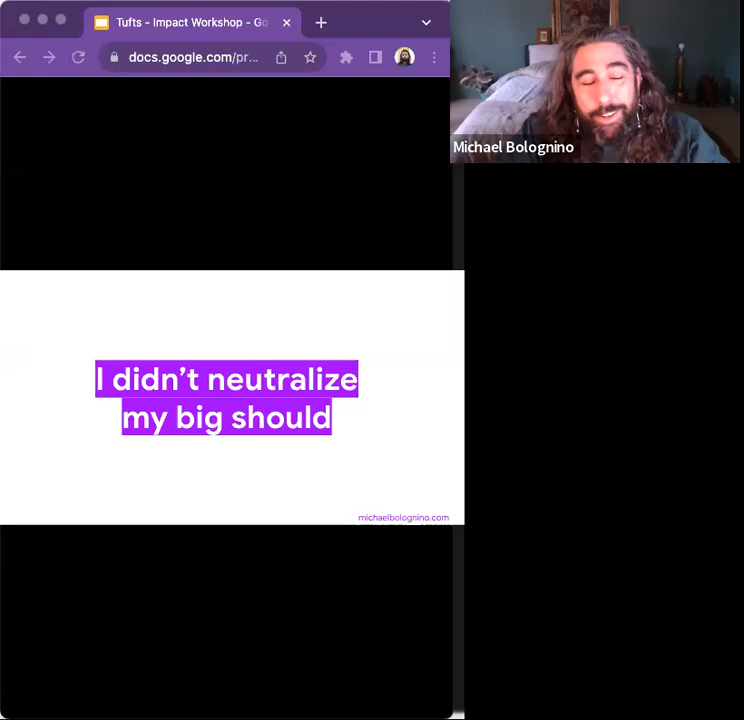 Tufts - Impact Workshop - Go
docs.google.com/pr...
Michael Bolognino
I didn't neutralize
my big should
michaelbolognino.com